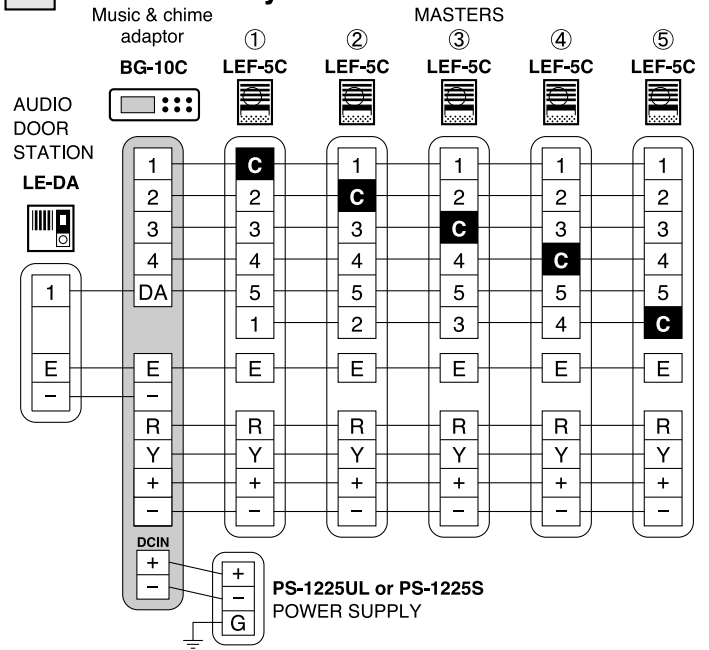 Music & chime
adaptor
BG-10C
MASTERS
① ② ③ ④ ⑤
LEF-5C LEF-5C LEF-5C LEF-5C LEF-5C
AUDIO
DOOR
STATION
LE-DA
1 C 1 1 1 1
2 2 C 2 2 2
3 3 3 C 3 3
4 4 4 4 C 4
1 DA 5 5 5 5 5
1 2 3 4 C
E E E E E E E
– –
R R R R R R
Y Y Y Y Y Y
+ + + + + +
– – – – – –
DCIN
+ +
– –
G
PS-1225UL or PS-1225S
POWER SUPPLY